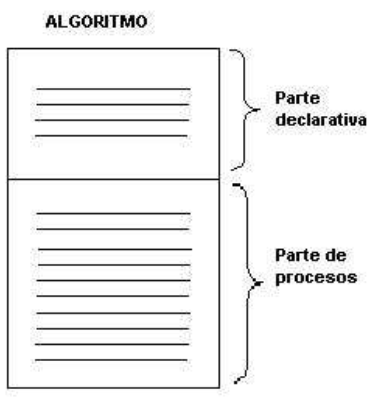 ALGORITMO
Parte
declarativa
Parte de
procesos